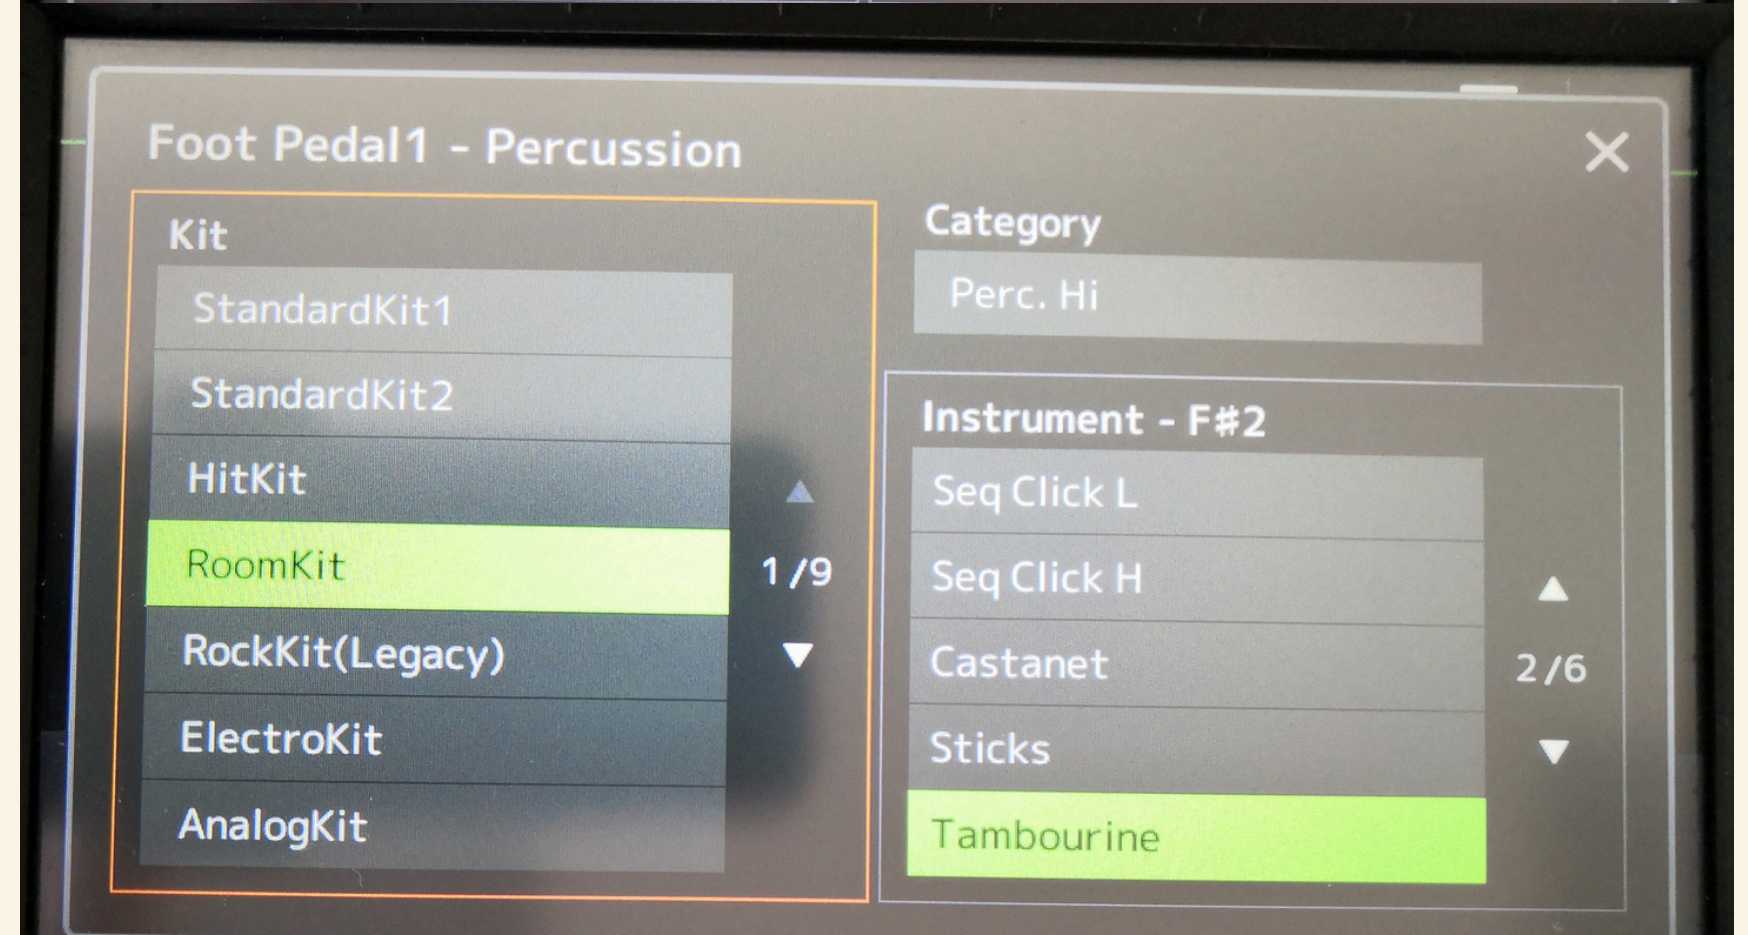 Foot Pedal1 - Percussion
Kit
StandardKit1
StandardKit2
HitKit
RoomKit
RockKit(Legacy)
ElectroKit
AnalogKit
1/9
Category
Perc. Hi
Instrument - F♯2
Seq Click L
Seq Click H
Castanet
Sticks
Tambourine
2/6